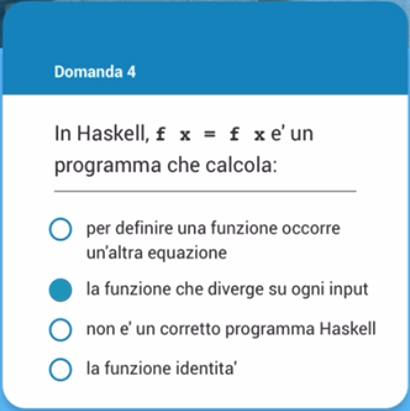 Domanda 4
In Haskell, f x = f x e' un
programma che calcola:
per definire una funzione occorre
un'altra equazione
la funzione che diverge su ogni input
non e' un corretto programma Haskell
la funzione identita'